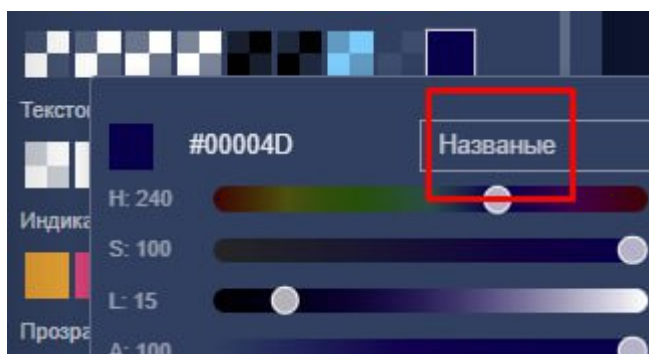 Тексто
#00004D
Названые
H: 240
Индика
S: 100
L: 15
Прозра
A: 100